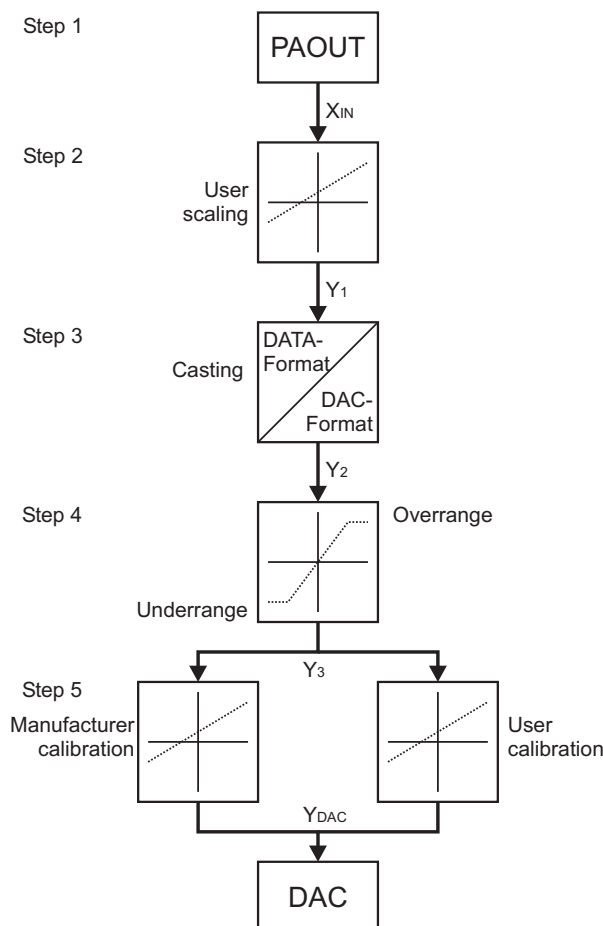 Step 1
PAOUT
XIN
Step 2
User
scaling
Y1
Step 3
DATA-
Format
Casting
DAC-
Format
Y2
Step 4
Overrange
Underrange
Y3
Step 5
Manufacturer
calibration
User
calibration
YDAC
DAC